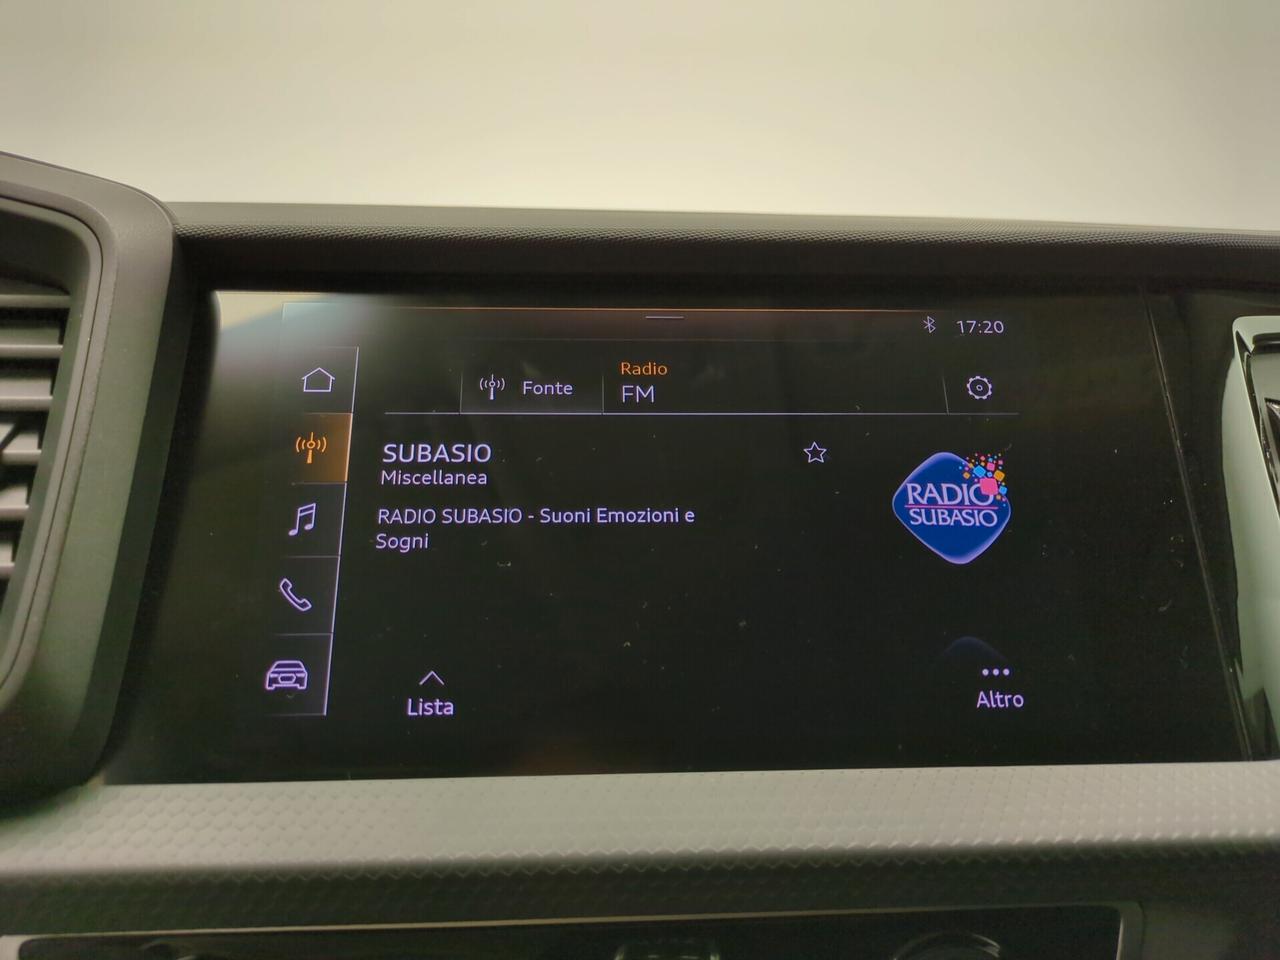 17:20
Fonte
Radio
FM
SUBASIO
Miscellanea
RADIO SUBASIO - Suoni Emozioni e
Sogni
RADIO
SUBASIO
Lista
Altro